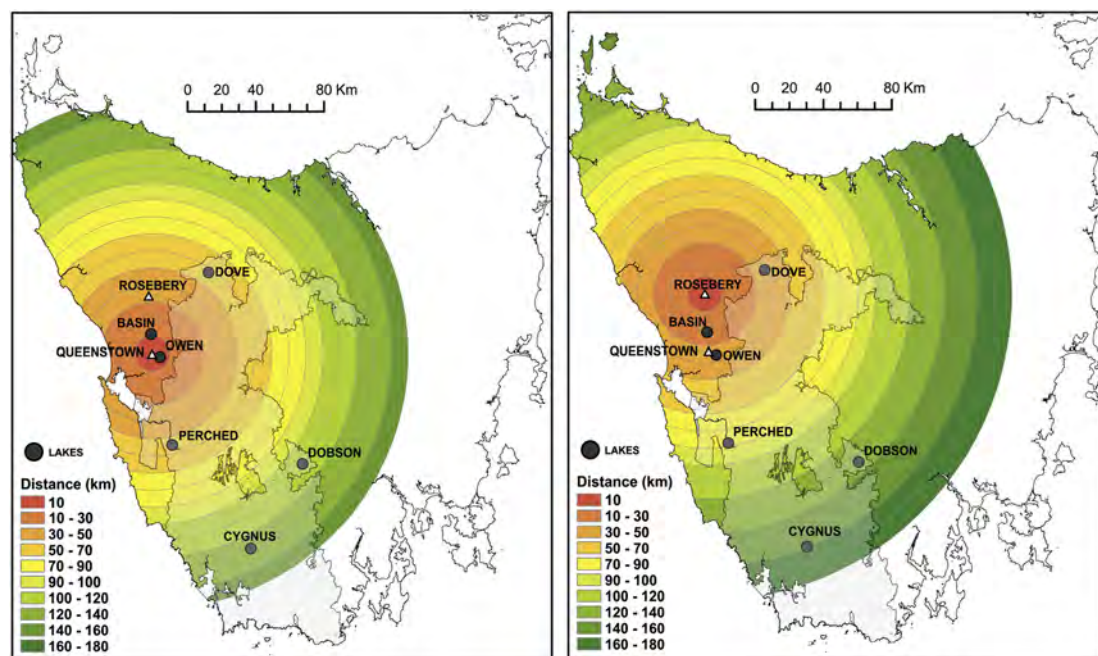 0 20 40 80 Km
DOVE
ROSEBERY
BASIN
OWEN
QUEENSTOWN
PERCHED
LAKES
DOBSON
Distance (km)
10
10 - 30
30 - 50
50 - 70
70 - 90
90 - 100
100 - 120
120 - 140
140 - 160
160 - 180
CYGNUS
0 20 40 80 Km
DOVE
ROSEBERY
BASIN
QUEENSTOWN
OWEN
PERCHED
LAKES
DOBSON
Distance (km)
10
10 - 30
30 - 50
50 - 70
70 - 90
90 - 100
100 - 120
120 - 140
140 - 160
160 - 180
CYGNUS